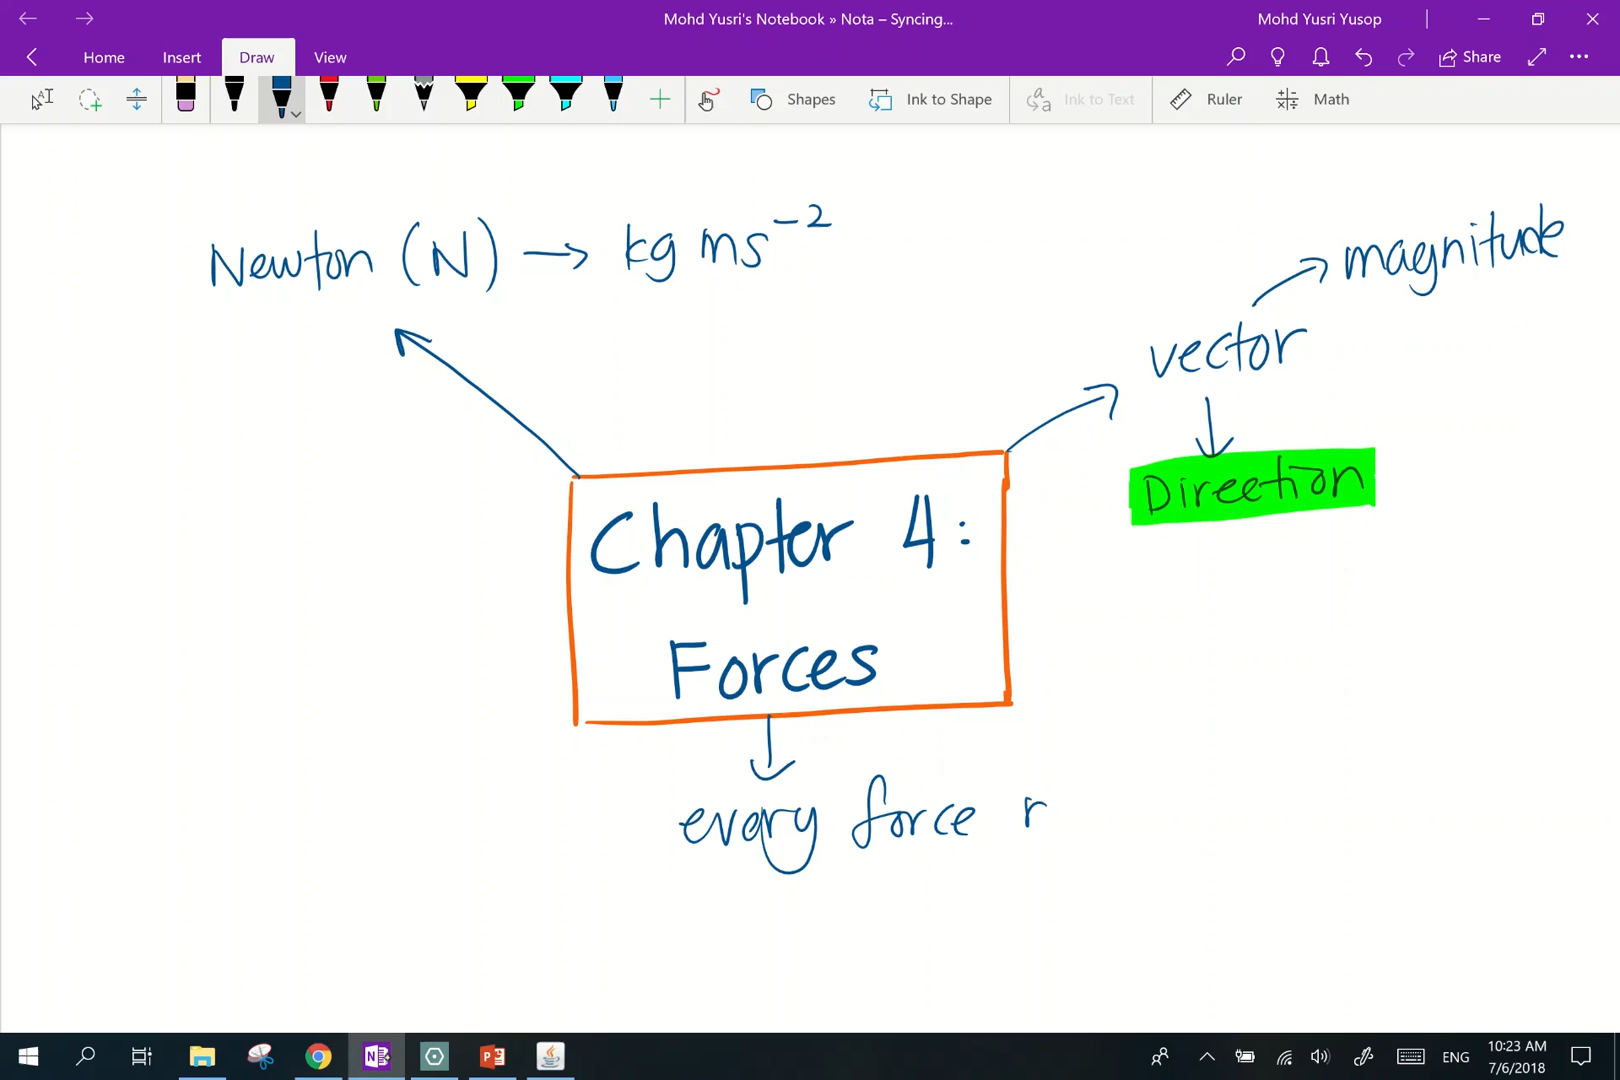 Mohd Yusri's Notebook » Nota – Syncing...
Mohd Yusri Yusop
Home
Insert
Draw
View
Share
Shapes
Ink to Shape
Ink to Text
Ruler
Math
Newton (N) → kg ms⁻²
magnitude
vector
Direction
Chapter 4:
Forces
every force r
ENG
10:23 AM
7/6/2018